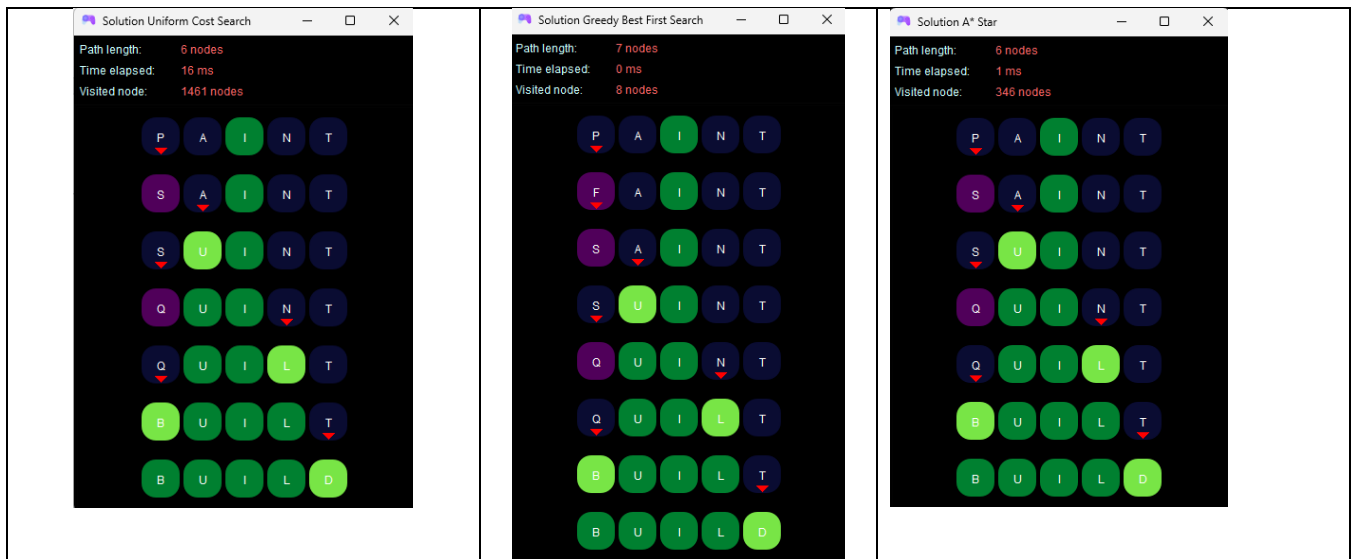 Solution Uniform Cost Search
Path length: 6 nodes
Time elapsed: 16 ms
Visited node: 1461 nodes
P A I N T
S A I N T
S U I N T
Q U I N T
Q U I L T
B U I L T
B U I L D
Solution Greedy Best First Search
Path length: 7 nodes
Time elapsed: 0 ms
Visited node: 8 nodes
P A I N T
F A I N T
S A I N T
S U I N T
Q U I N T
Q U I L T
B U I L T
B U I L D
Solution A* Star
Path length: 6 nodes
Time elapsed: 1 ms
Visited node: 346 nodes
P A I N T
S A I N T
S U I N T
Q U I N T
Q U I L T
B U I L T
B U I L D